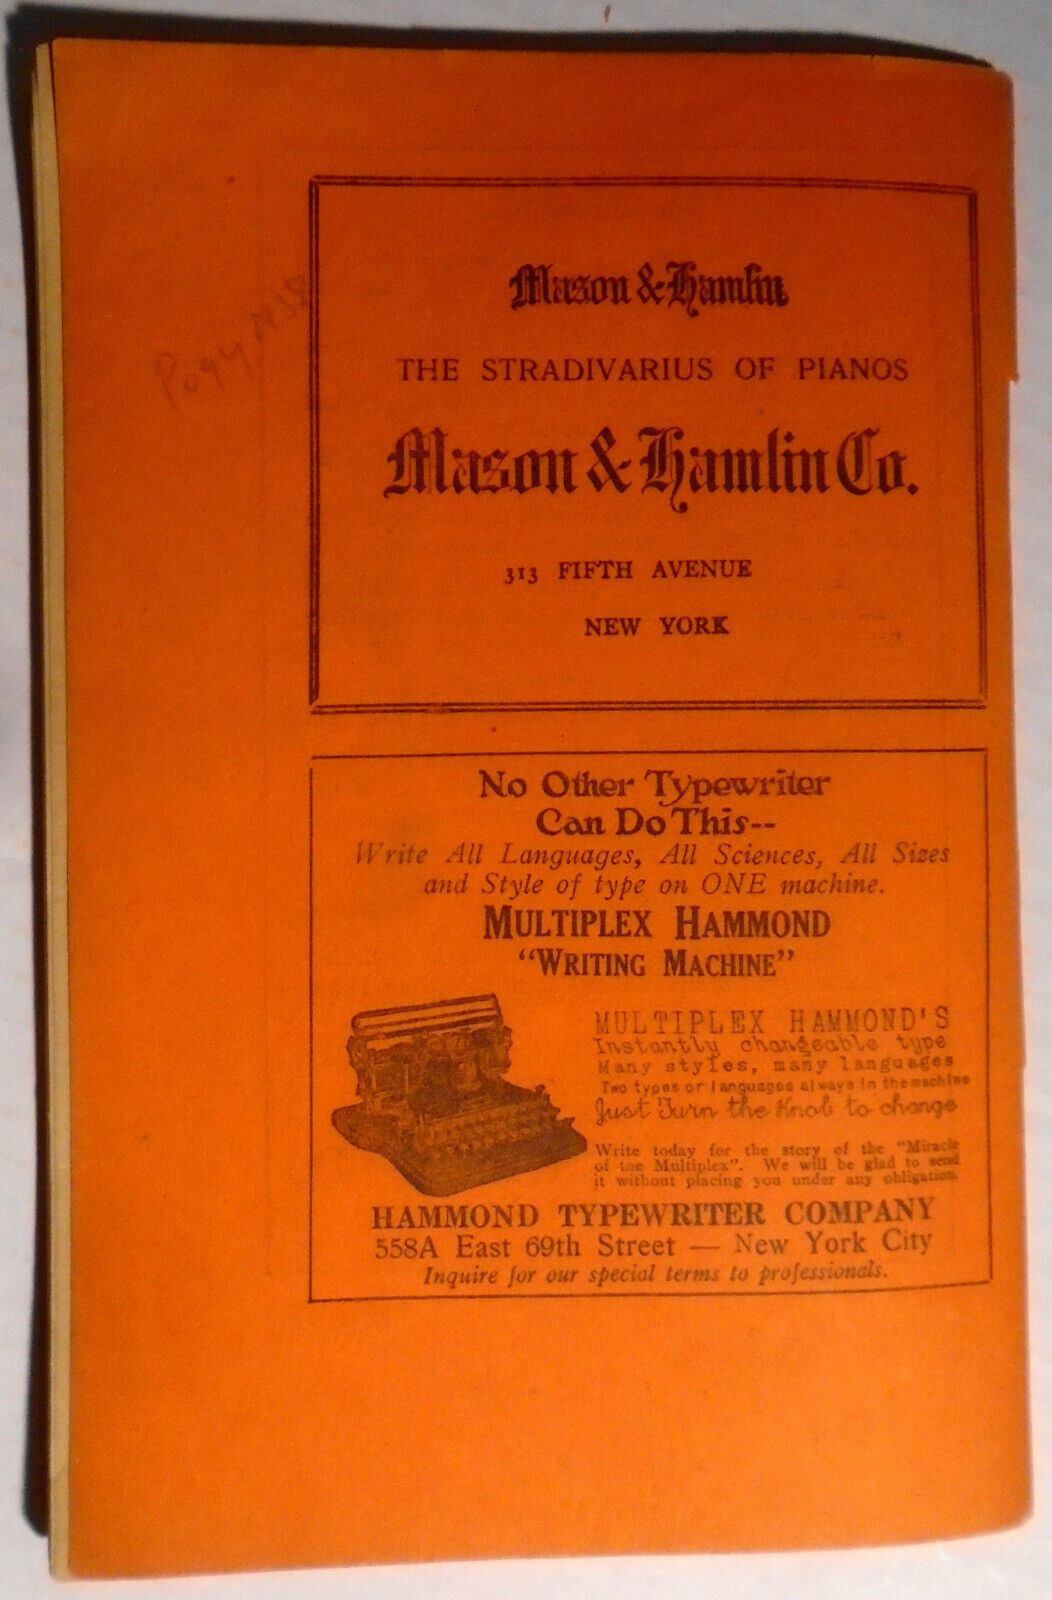 Mason & Hamlin
THE STRADIVARIUS OF PIANOS
Mason & Hamlin Co.
313 FIFTH AVENUE
NEW YORK
No Other Typewriter
Can Do This--
Write All Languages, All Sciences, All Sizes
and Style of type on ONE machine.
MULTIPLEX HAMMOND
"WRITING MACHINE"
MULTIPLEX HAMMOND'S
Instantly changeable type
Many styles, many languages
Two types or languages always in the machine
Just Turn the Knob to change
Write today for the story of the "Miracle
of the Multiplex". We will be glad to send
it without placing you under any obligation.
HAMMOND TYPEWRITER COMPANY
558A East 69th Street — New York City
Inquire for our special terms to professionals.